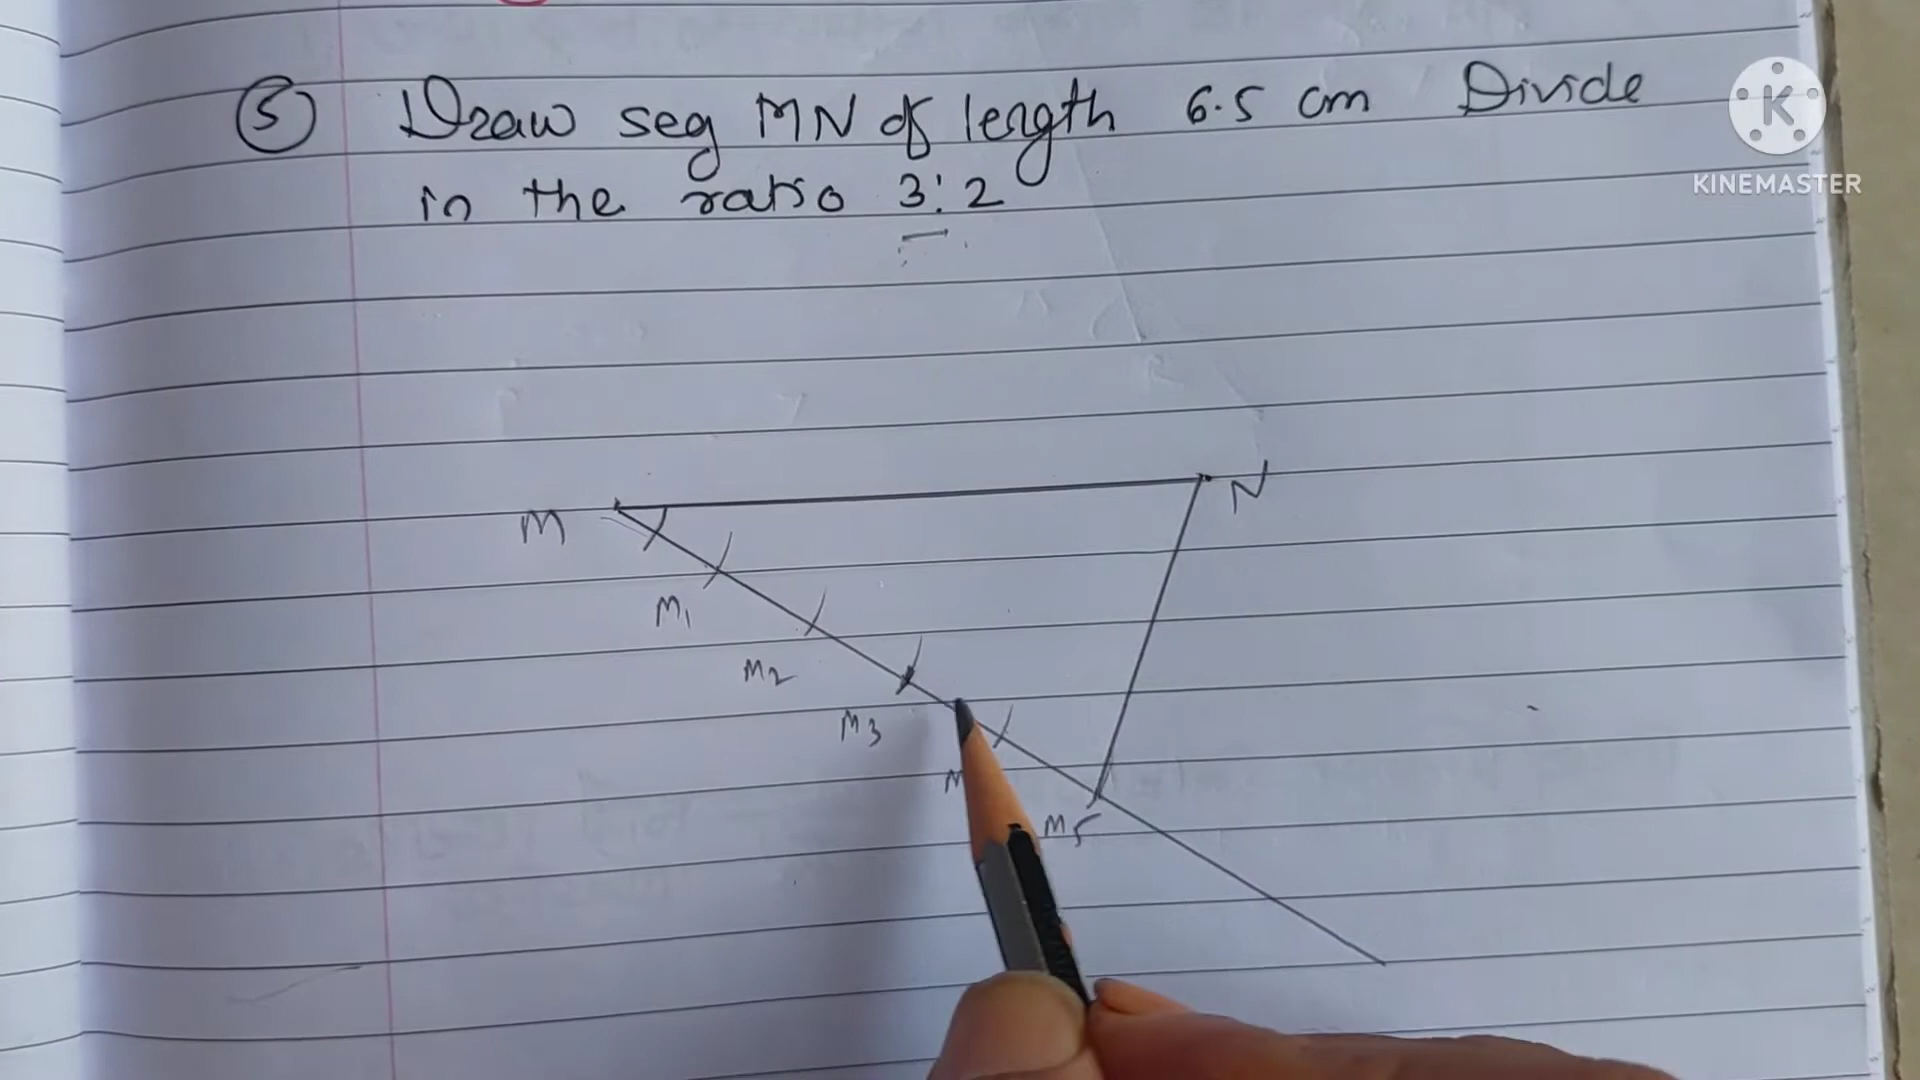 5 Draw seg MN of length 6.5 cm Divide
in the ratio 3:2
K
KINEMASTER
M
N
M1
M2
M3
M
M5